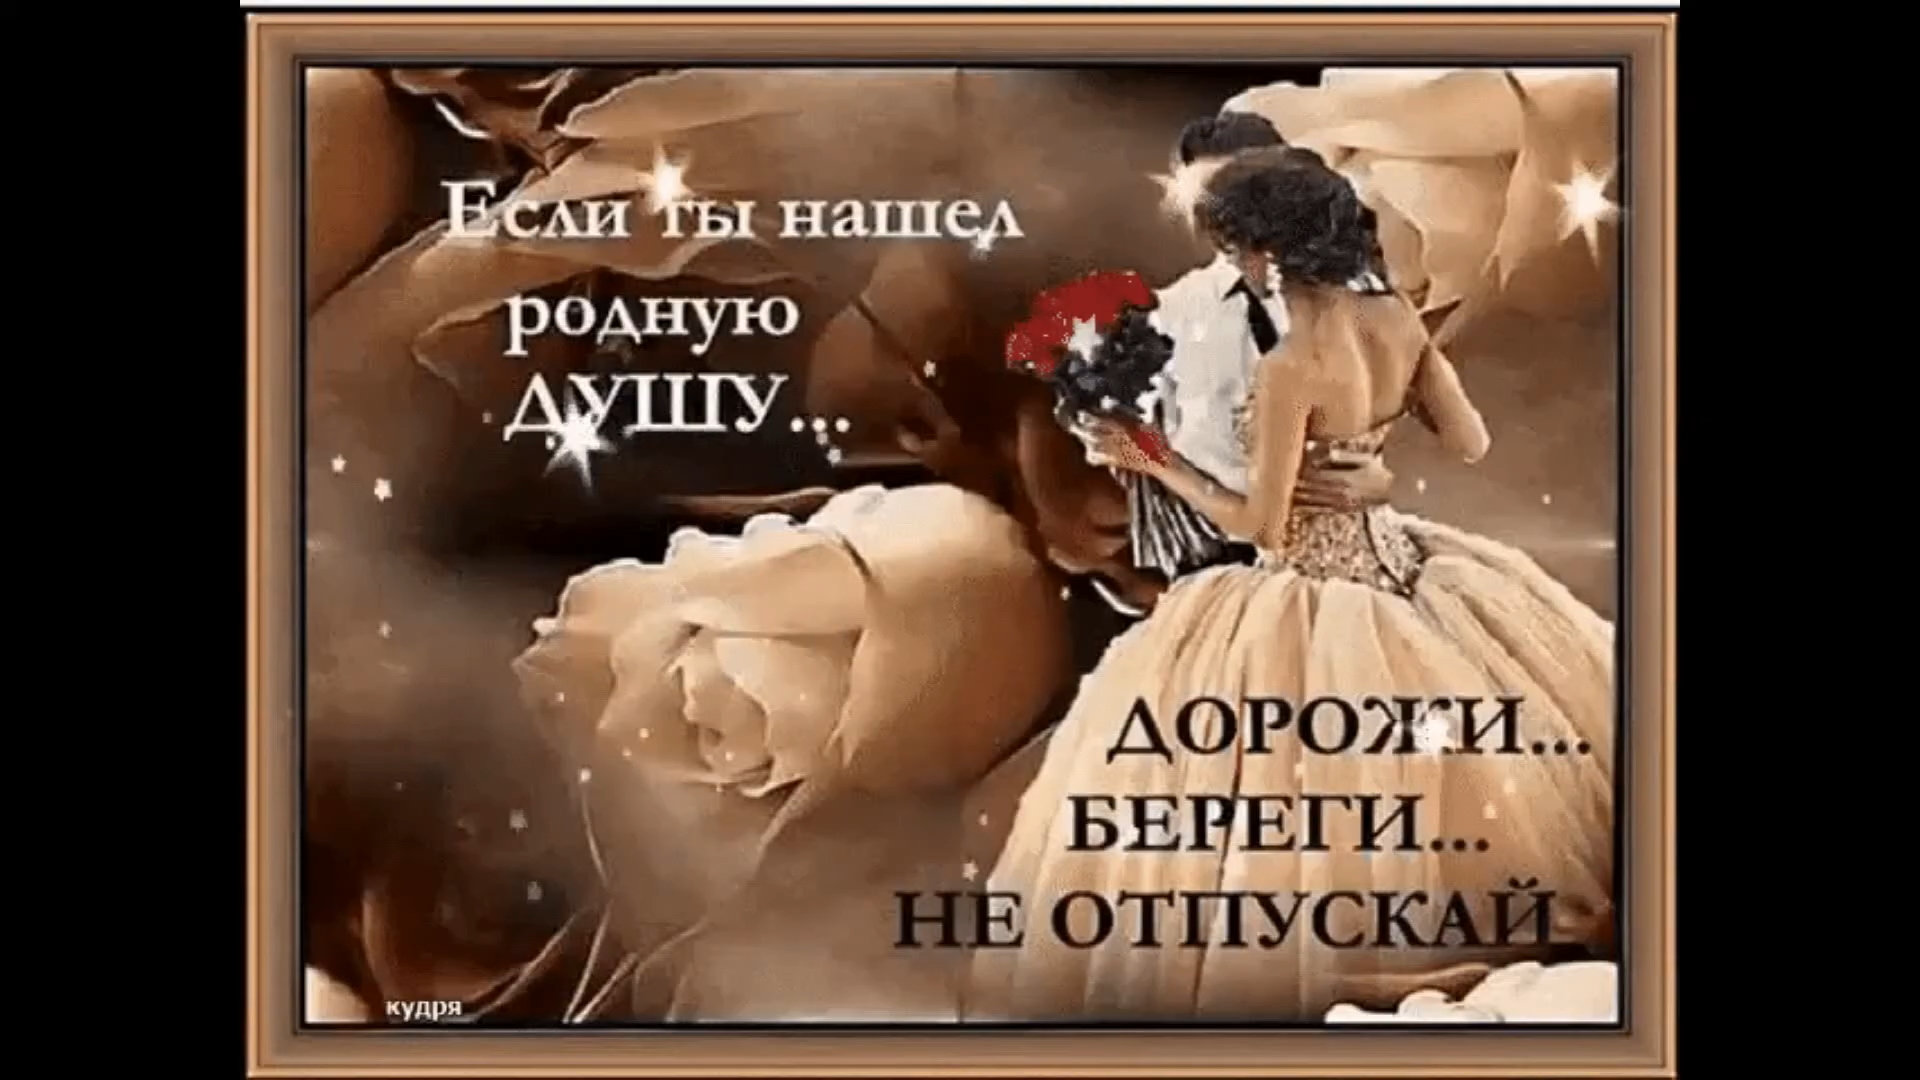 Если ты нашел
родную
ДУШУ...
ДОРОЖИ...
БЕРЕГИ...
НЕ ОТПУСКАЙ
кудря